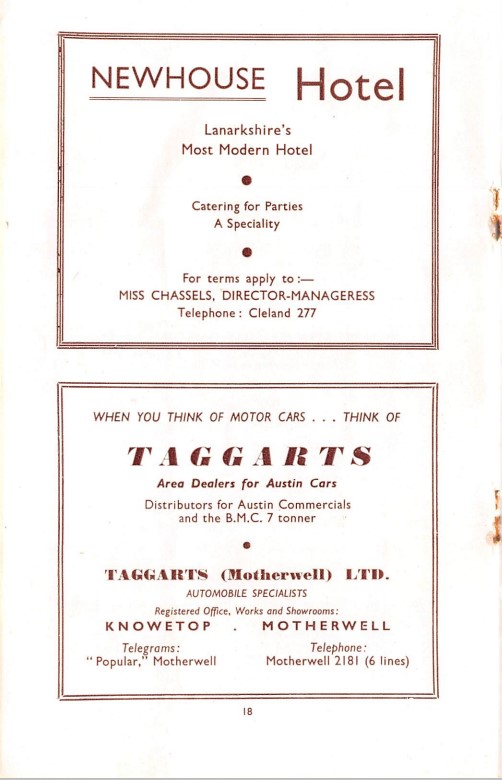 NEWHOUSE Hotel
Lanarkshire's
Most Modern Hotel
Catering for Parties
A Speciality
For terms apply to :—
MISS CHASSELS, DIRECTOR-MANAGERESS
Telephone : Cleland 277
WHEN YOU THINK OF MOTOR CARS . . . THINK OF
TAGGARTS
Area Dealers for Austin Cars
Distributors for Austin Commercials
and the B.M.C. 7 tonner
TAGGARTS (Motherwell) LTD.
AUTOMOBILE SPECIALISTS
Registered Office, Works and Showrooms :
KNOWETOP . MOTHERWELL
Telegrams : Telephone :
" Popular," Motherwell Motherwell 2181 (6 lines)
18